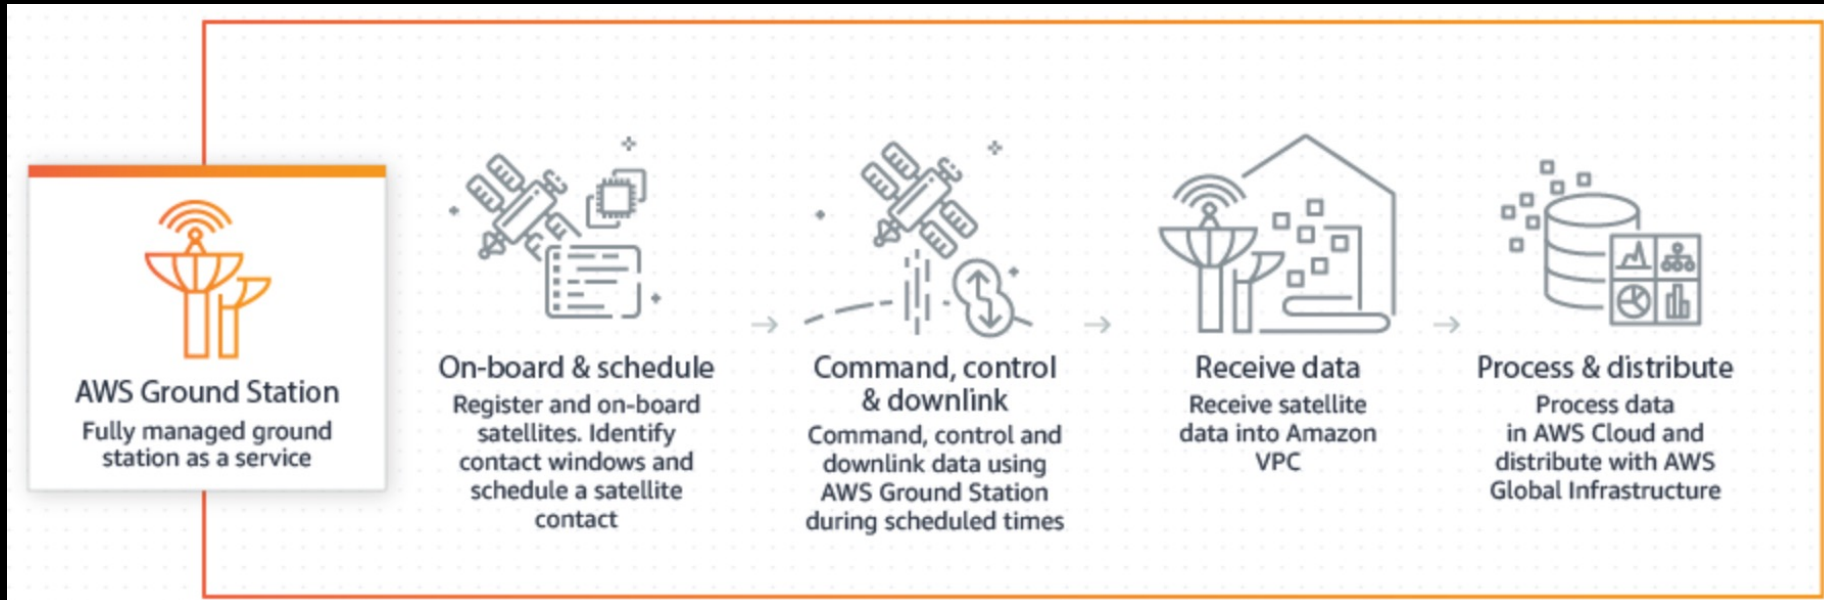 AWS Ground Station
Fully managed ground
station as a service
On-board & schedule
Register and on-board
satellites. Identify
contact windows and
schedule a satellite
contact
Command, control
& downlink
Command, control and
downlink data using
AWS Ground Station
during scheduled times
Receive data
Receive satellite
data into Amazon
VPC
Process & distribute
Process data
in AWS Cloud and
distribute with AWS
Global Infrastructure